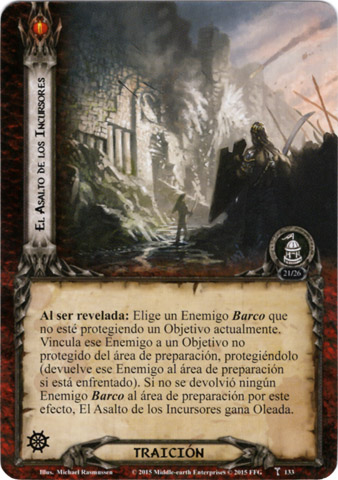 EL ASALTO DE LOS INCURSORES
21/26
Al ser revelada: Elige un Enemigo Barco que
no esté protegiendo un Objetivo actualmente.
Vincula ese Enemigo a un Objetivo no
protegido del área de preparación, protegiéndolo
(devuelve ese Enemigo al área de preparación
si está enfrentado). Si no se devolvió ningún
Enemigo Barco al área de preparación por este
efecto, El Asalto de los Incursores gana Oleada.
TRAICIÓN
Illus. Michael Rasmussen © 2015 Middle-earth Enterprises © 2015 FFG 133